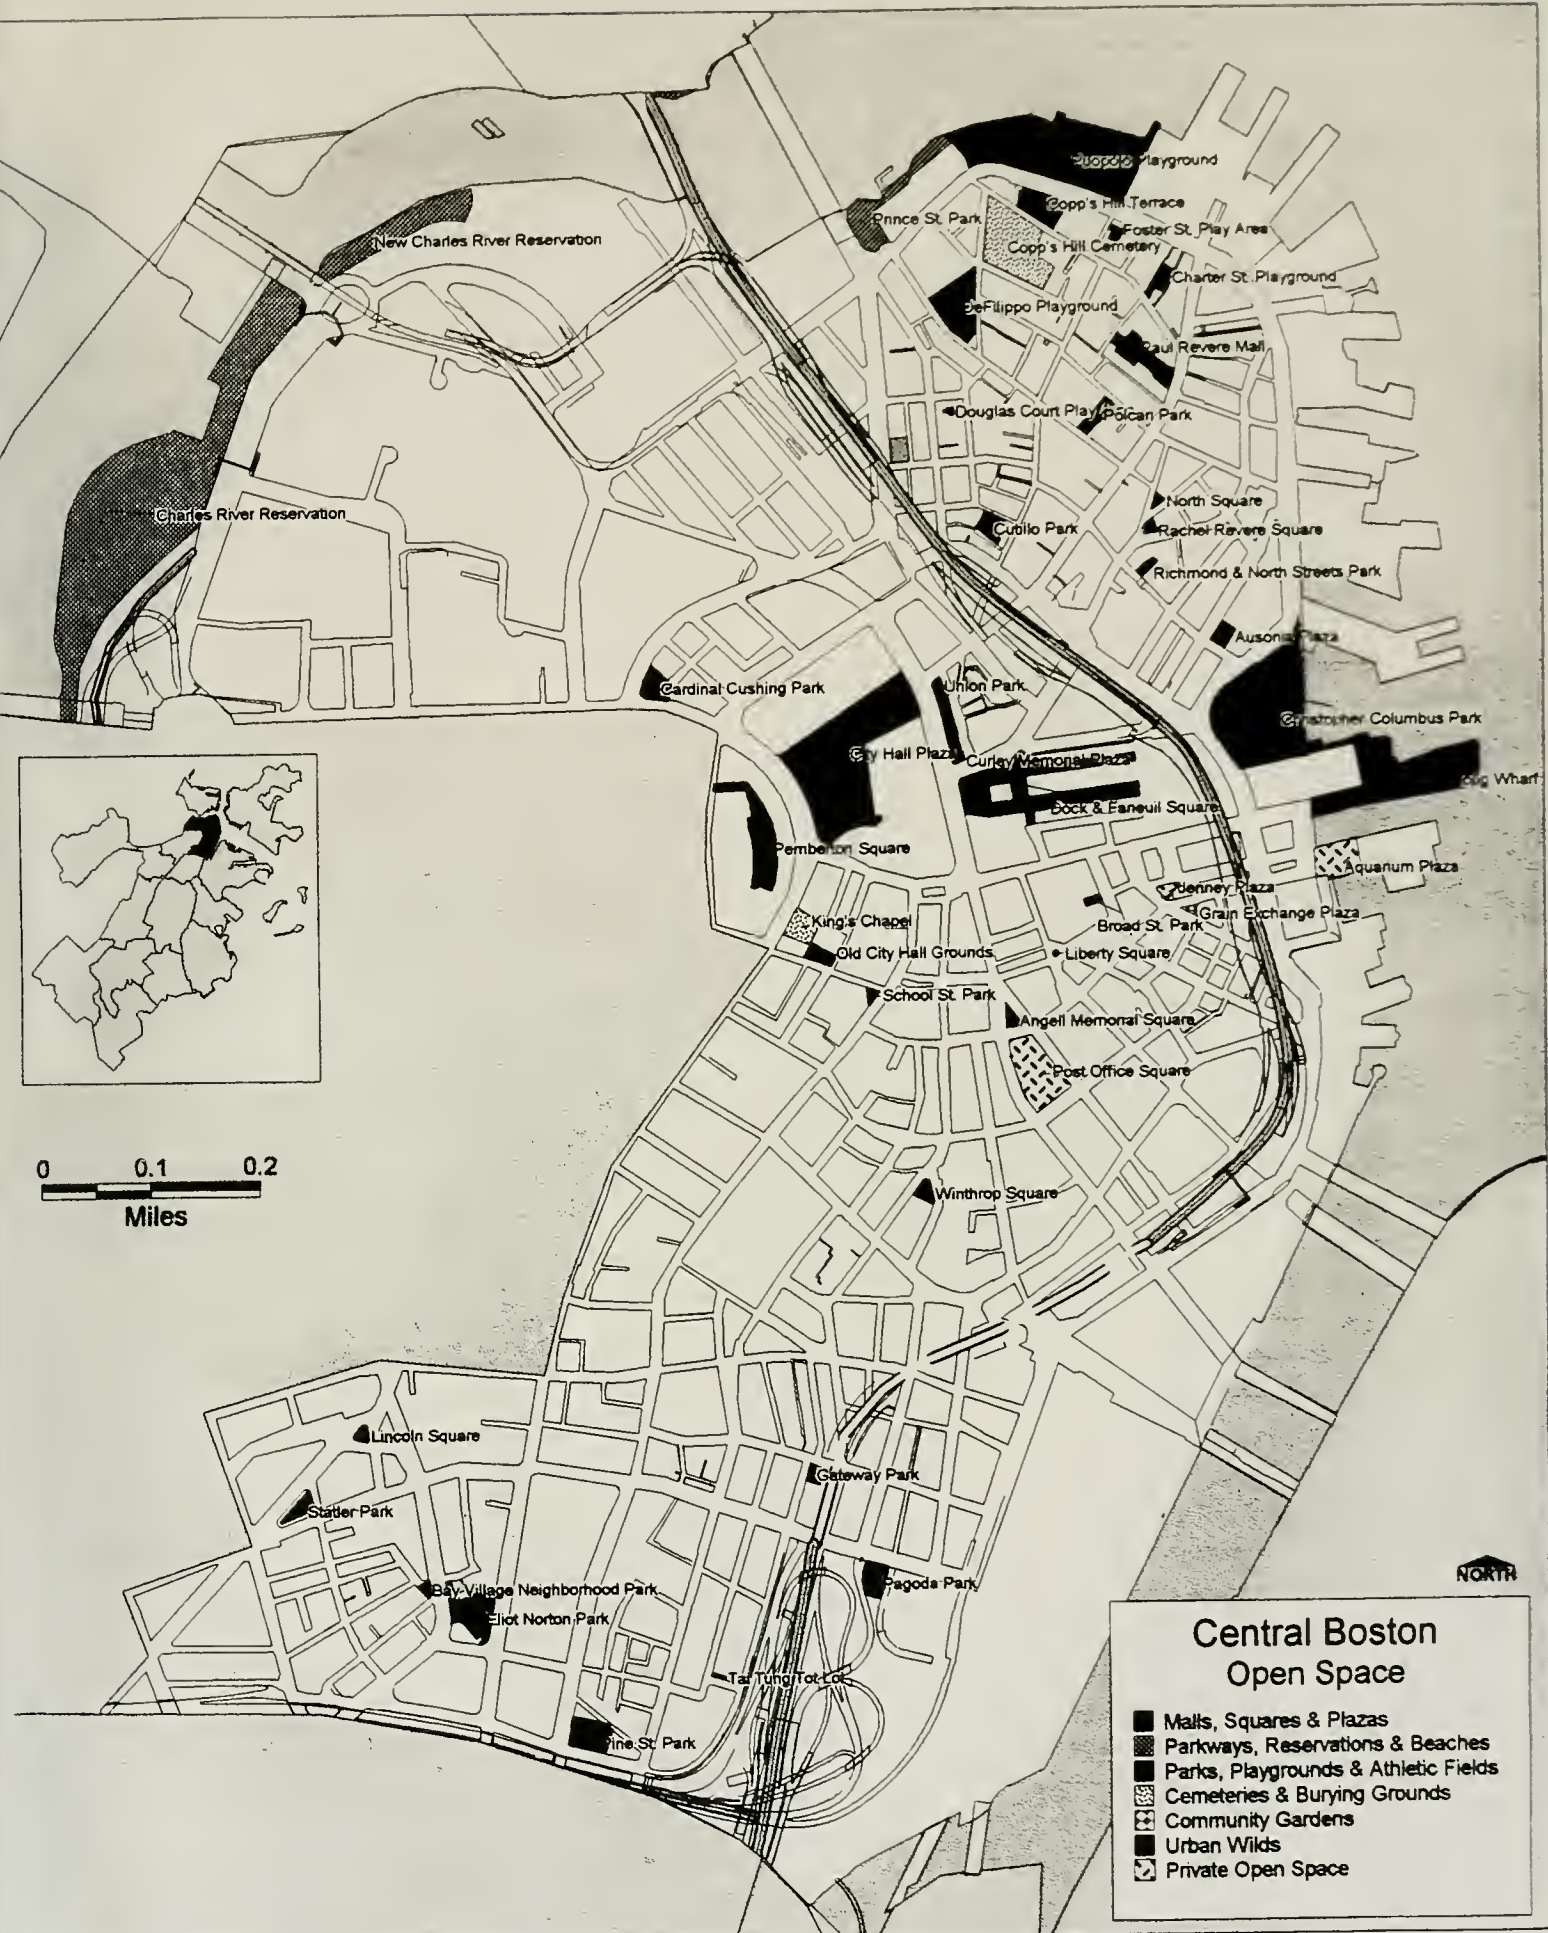 Playground
Copp's Hill Terrace
Prince St. Park
Foster St. Play Area
New Charles River Reservation
Copp's Hill Cemetery
Charter St. Playground
DeFilippo Playground
Paul Revere Mall
Douglas Court Play
Polcari Park
North Square
Charles River Reservation
Cutillo Park
Rachel Revere Square
Richmond & North Streets Park
Ausonia Plaza
Cardinal Cushing Park
Union Park
Christopher Columbus Park
City Hall Plaza
Curley Memorial Plaza
Long Wharf
Dock & Faneuil Square
Pemberton Square
Aquarium Plaza
Jenney Plaza
King's Chapel
Grain Exchange Plaza
Broad St. Park
Old City Hall Grounds
Liberty Square
School St. Park
Angell Memorial Square
Post Office Square
0 0.1 0.2
Miles
Winthrop Square
Lincoln Square
Gateway Park
Statler Park
NORTH
Bay Village Neighborhood Park
Pagoda Park
Eliot Norton Park
Tai Tung Tot Lot
Pine St. Park
Central Boston
Open Space
Malls, Squares & Plazas
Parkways, Reservations & Beaches
Parks, Playgrounds & Athletic Fields
Cemeteries & Burying Grounds
Community Gardens
Urban Wilds
Private Open Space